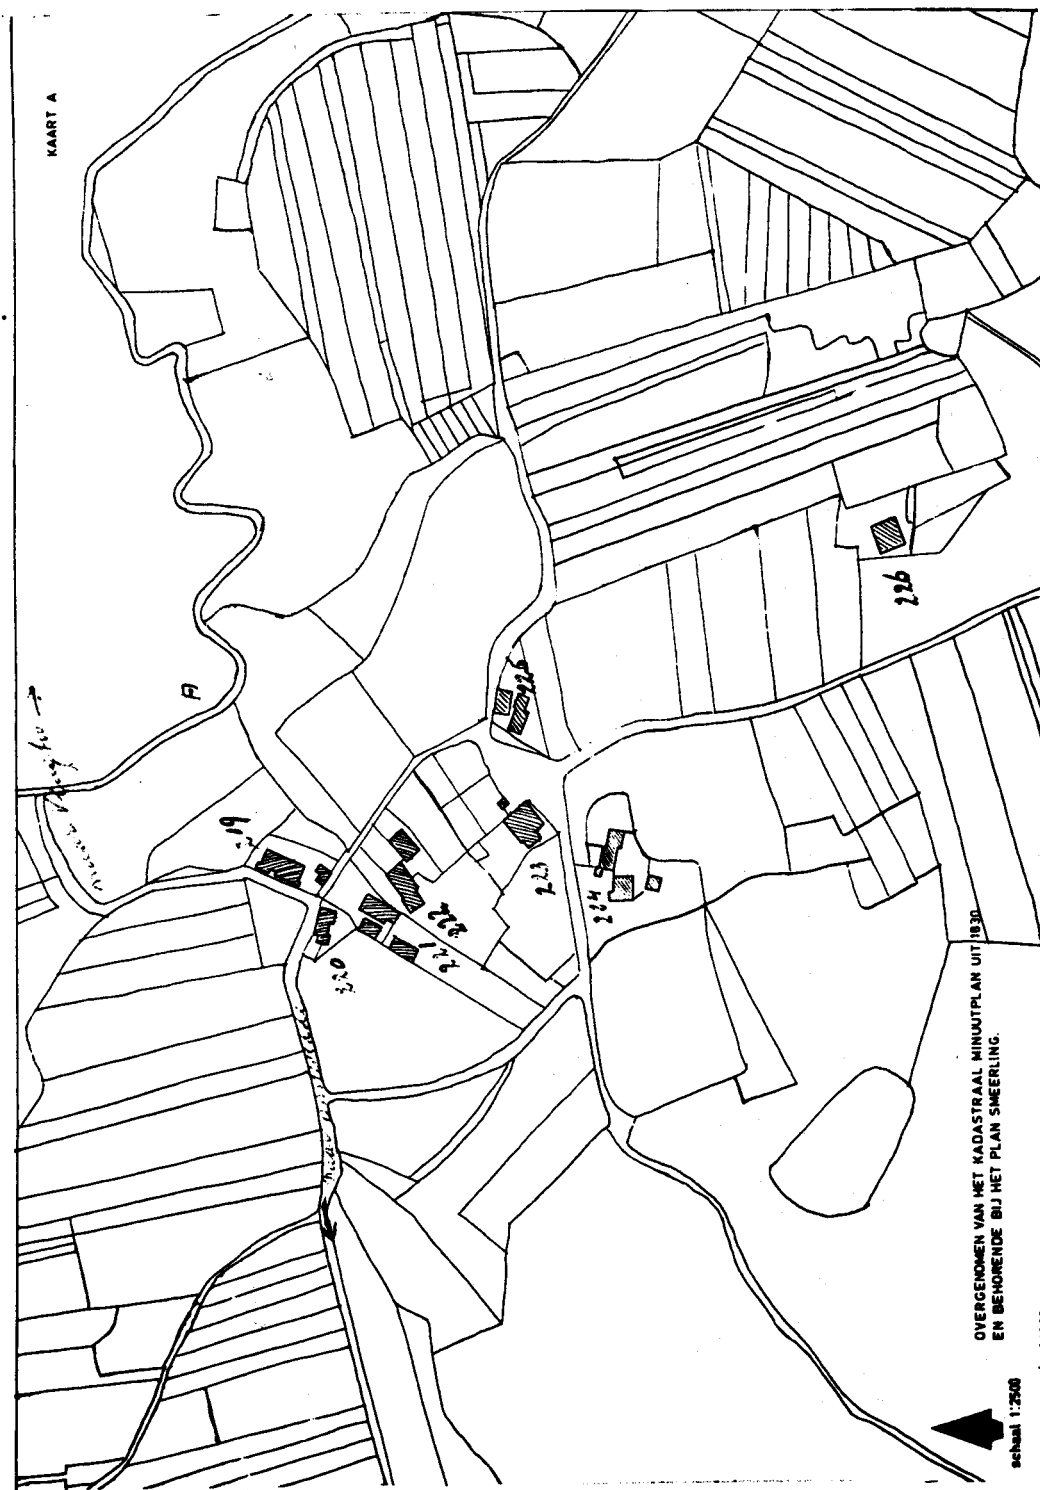 KAART A
A
219
220
221
222
223
224
225
226
OVERGENOMEN VAN HET KADASTRAAL MINUUTPLAN UIT 1830
EN BEHORENDE BIJ HET PLAN SMEERLING.
schaal 1:2500